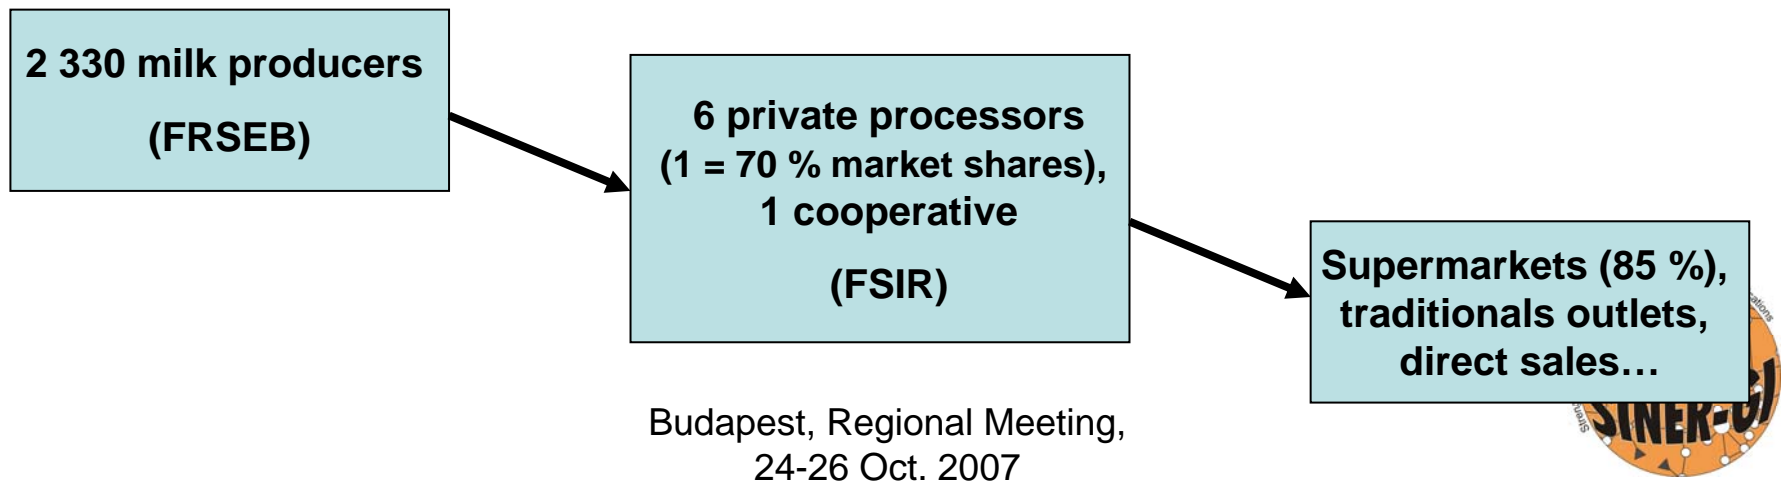 2 330 milk producers
(FRSEB)
6 private processors
(1 = 70 % market shares),
1 cooperative
(FSIR)
Supermarkets (85 %),
traditionals outlets,
direct sales…
Budapest, Regional Meeting,
24-26 Oct. 2007
SINER-GI